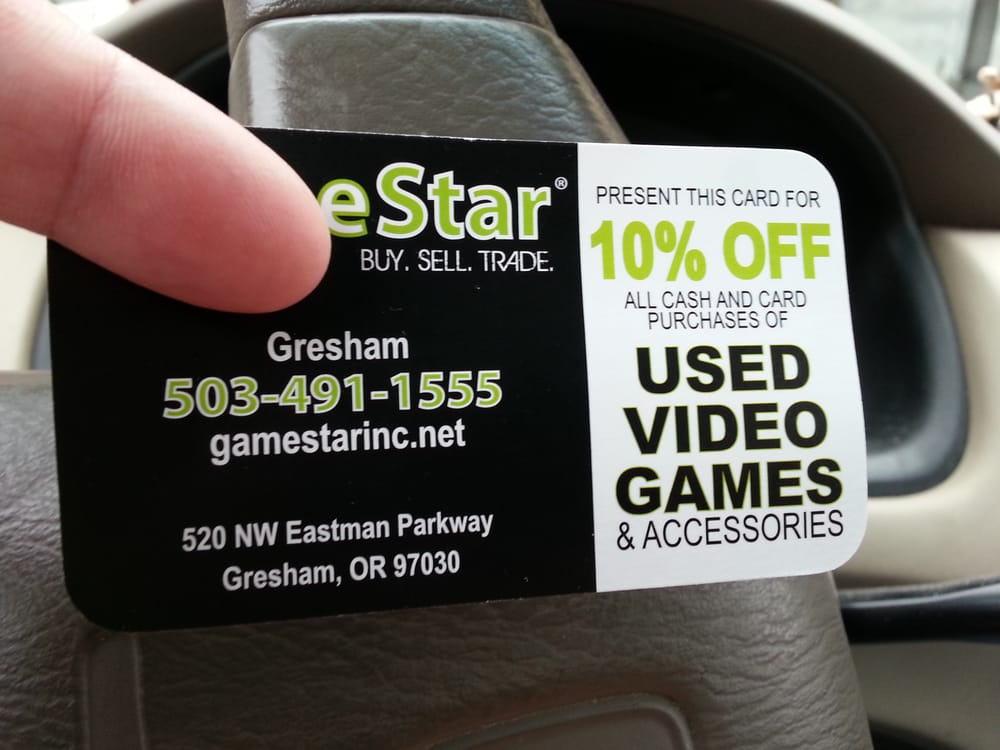 eStar®
BUY. SELL. TRADE.
Gresham
503-491-1555
gamestarinc.net
520 NW Eastman Parkway
Gresham, OR 97030
PRESENT THIS CARD FOR
10% OFF
ALL CASH AND CARD
PURCHASES OF
USED
VIDEO
GAMES
& ACCESSORIES